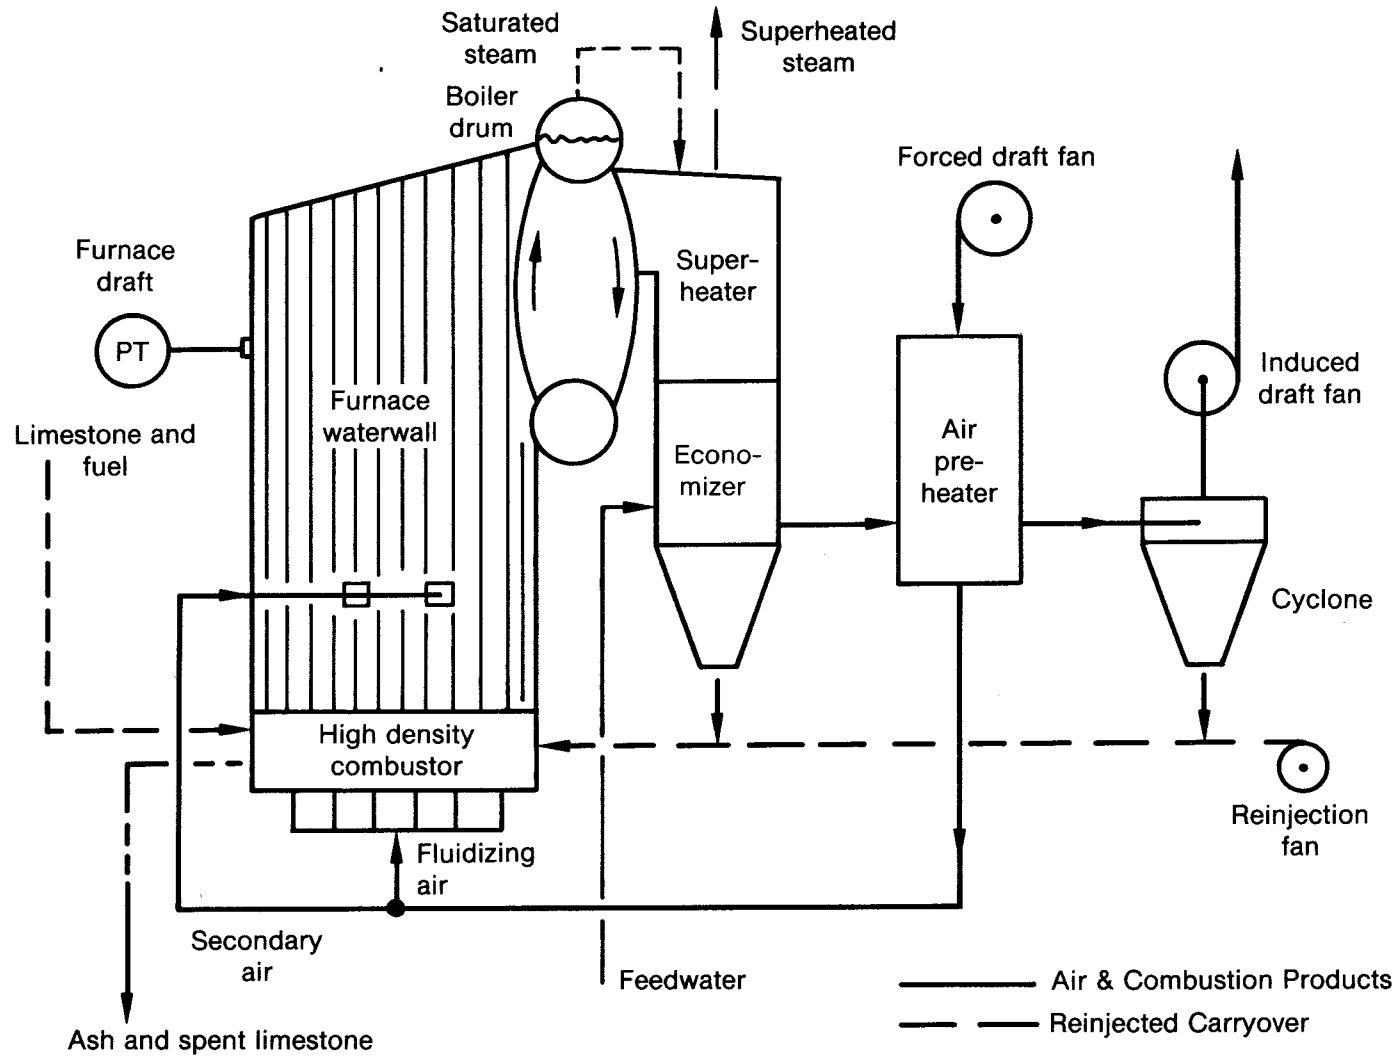 Saturated
steam
Superheated
steam
Boiler
drum
Forced draft fan
Furnace
draft
Super-
heater
PT
Induced
draft fan
Furnace
waterwall
Limestone and
fuel
Air
pre-
heater
Econo-
mizer
Cyclone
High density
combustor
Reinjection
fan
Fluidizing
air
Secondary
air
Feedwater
Air & Combustion Products
Reinjected Carryover
Ash and spent limestone